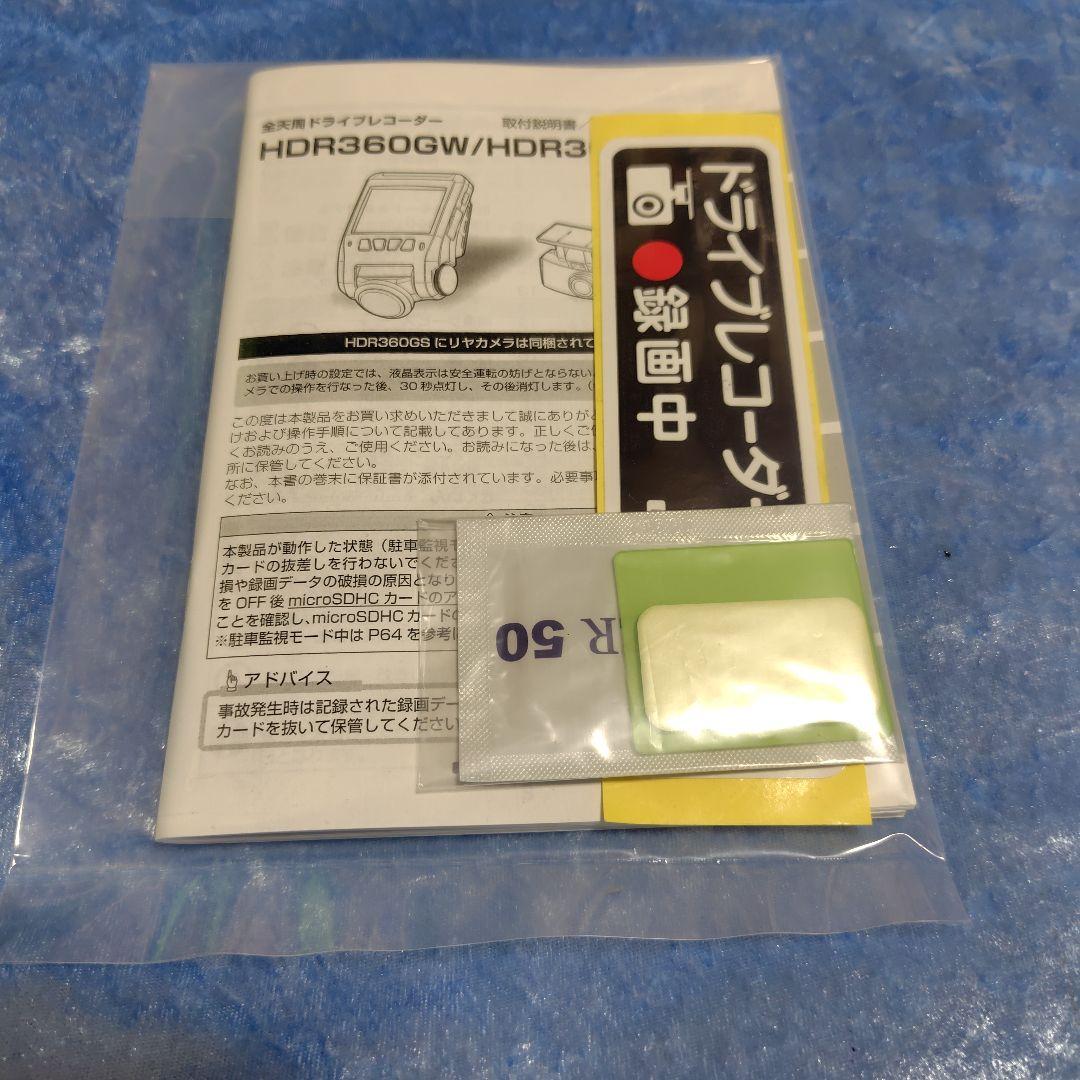 全天周ドライブレコーダー
取付説明書/
HDR360GW/HDR3
HDR360GS にリヤカメラは同梱されて
お買い上げ時の設定では、液晶表示は安全運転の妨げとならない
メラでの操作を行なった後、30 秒点灯し、その後消灯します。
この度は本製品をお買い求めいただきまして誠にありがと
けおよび操作手順について記載してあります。正しくご使
くお読みのうえ、ご使用ください。お読みになった後は、
所に保管してください。
なお、本書の巻末に保証書が添付されています。必要事項
ください。
本製品が動作した状態（駐車監視モ
カードの抜差しを行わないでくださ
損や録画データの破損の原因となり
を OFF 後 microSDHC カードのア
ことを確認し、microSDHC カードの
※駐車監視モード中は P64 を参考に
アドバイス
事故発生時は記録された録画デー
カードを抜いて保管してください
ドライブレコーダー
録画中
R 50